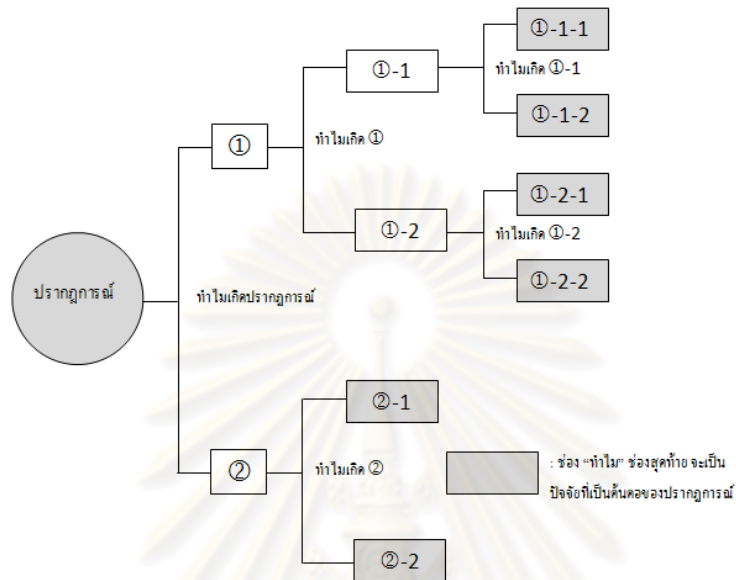 ①-1-1
①-1
ทำไมเกิด ①-1
①-1-2
①
ทำไมเกิด ①
①-2-1
①-2
ทำไมเกิด ①-2
①-2-2
ปรากฎการณ์
ทำไมเกิดปรากฎการณ์
②-1
②
ทำไมเกิด ②
②-2
: ช่อง “ทำไม” ช่องสุดท้าย จะเป็น
ปัจจัยที่เป็นต้นตอของปรากฎการณ์